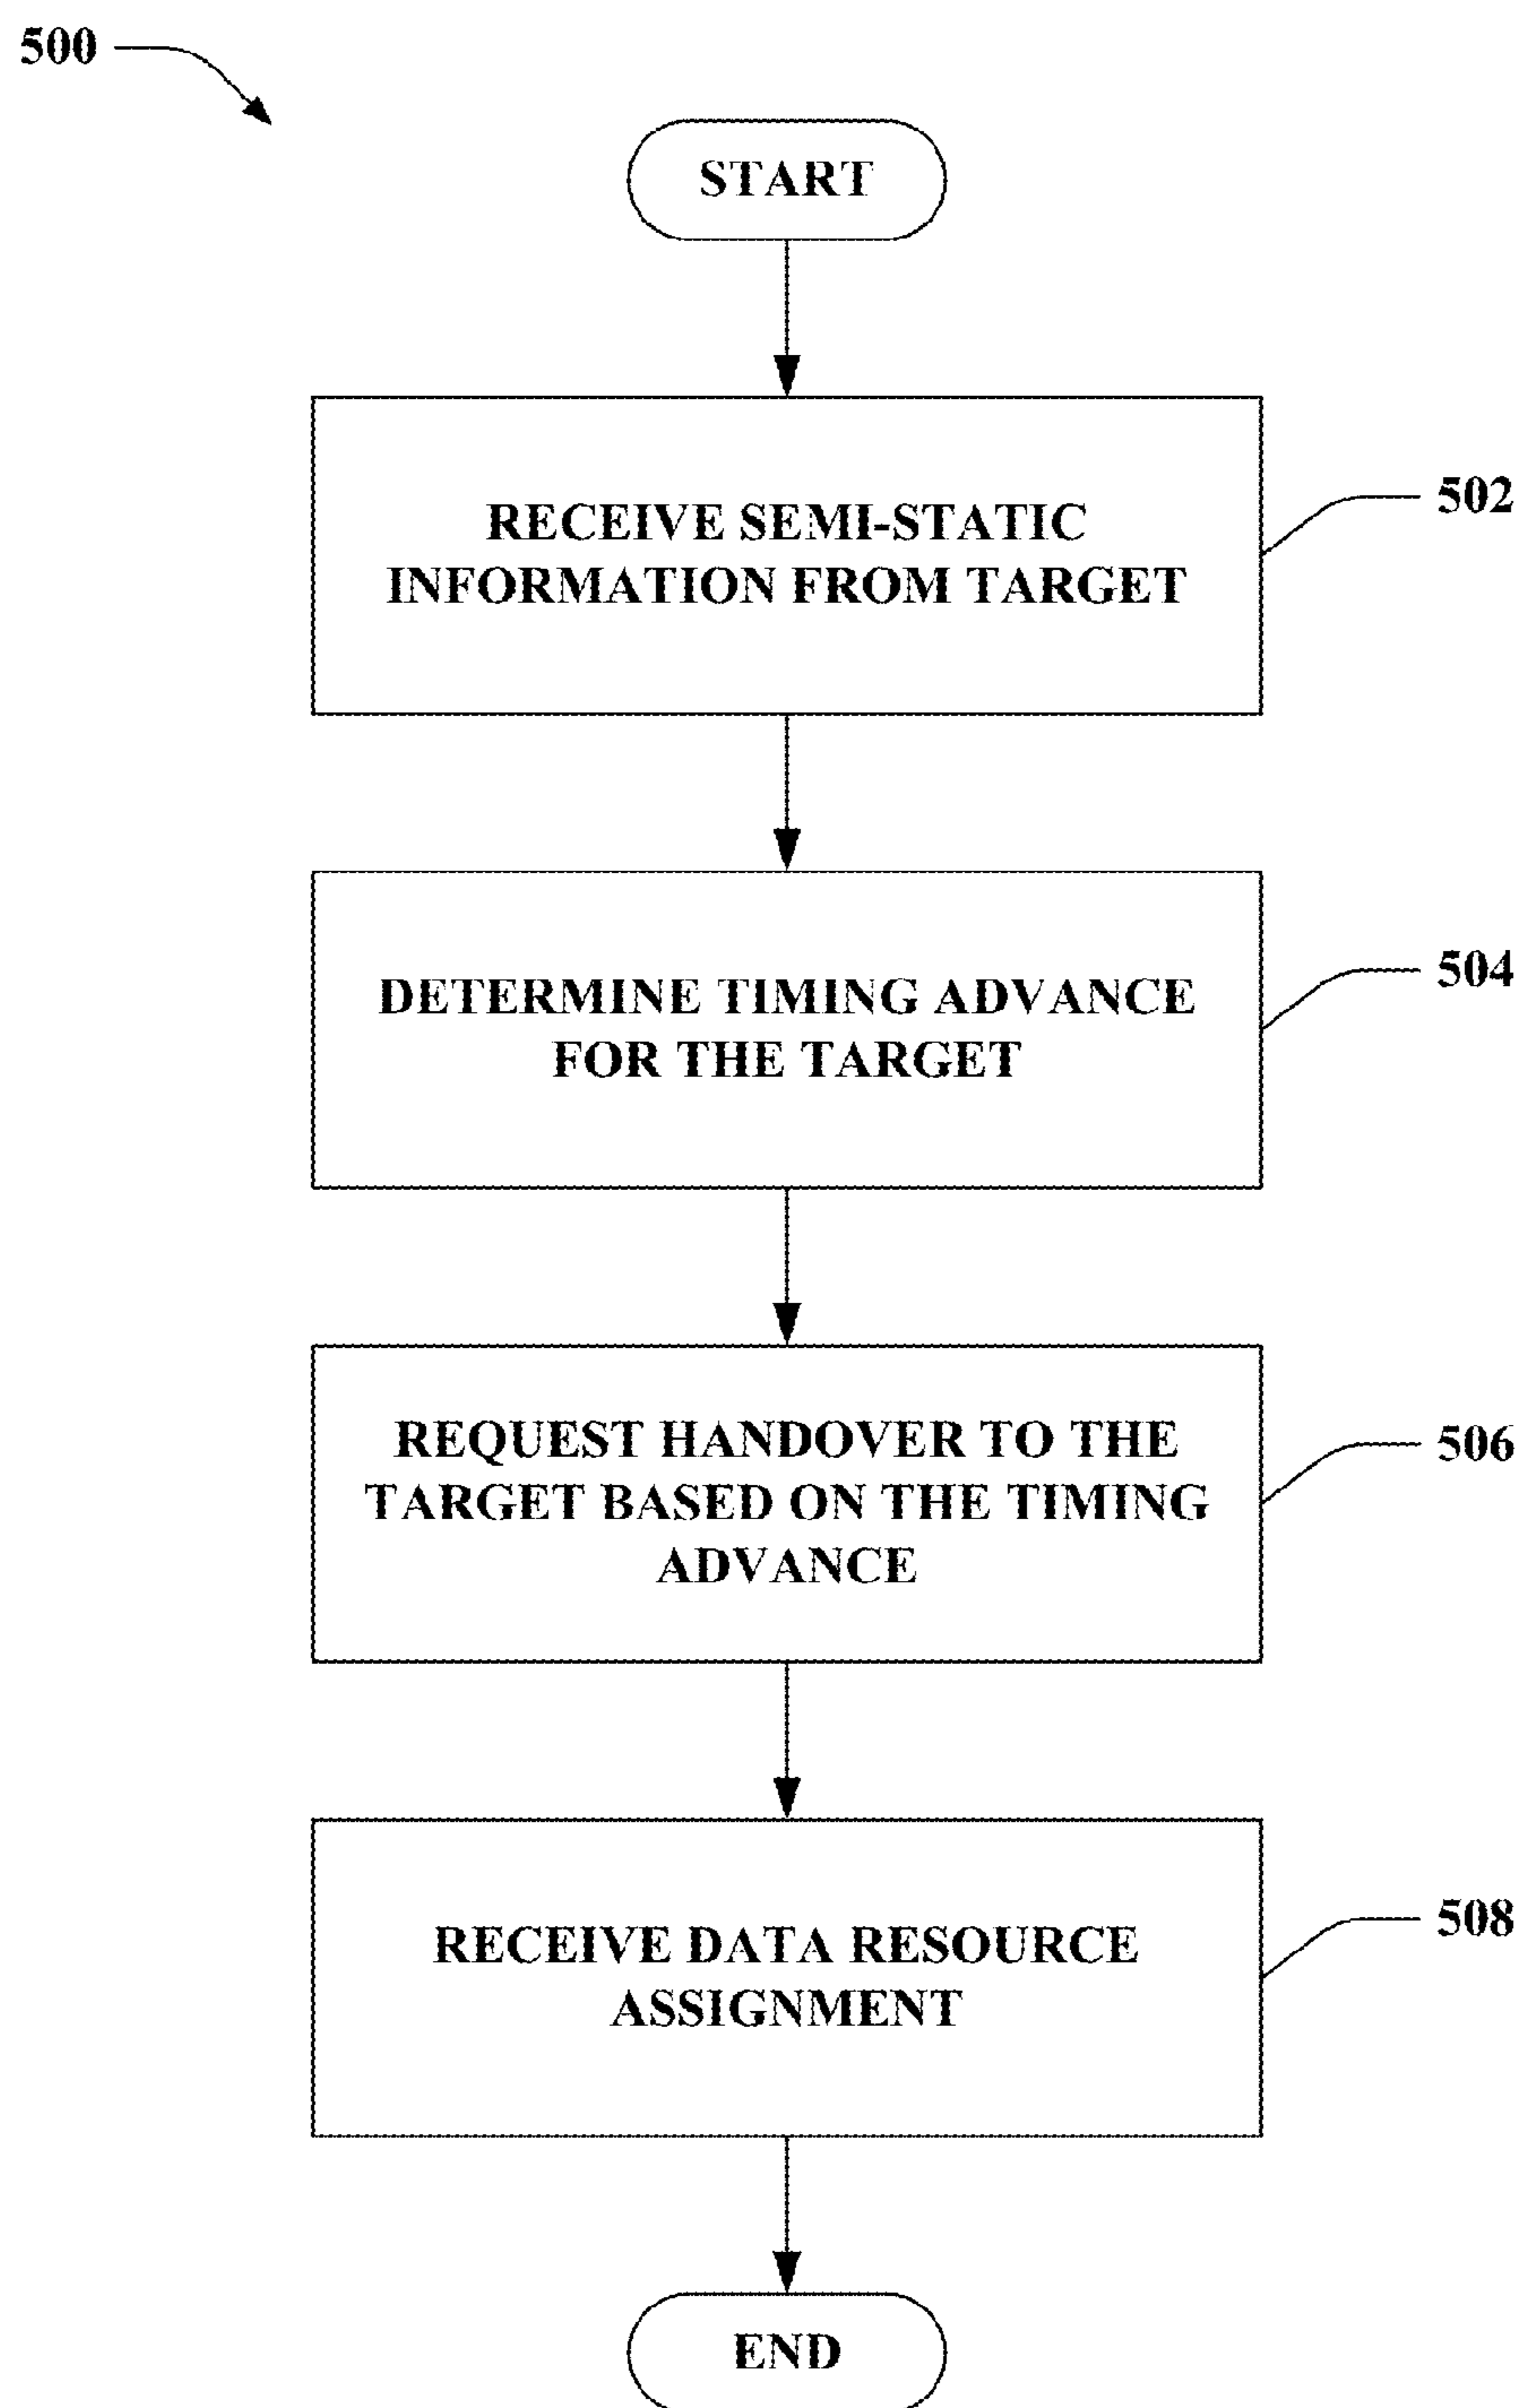 500
START
RECEIVE SEMI-STATIC
INFORMATION FROM TARGET
502
DETERMINE TIMING ADVANCE
FOR THE TARGET
504
REQUEST HANDOVER TO THE
TARGET BASED ON THE TIMING
ADVANCE
506
RECEIVE DATA RESOURCE
ASSIGNMENT
508
END